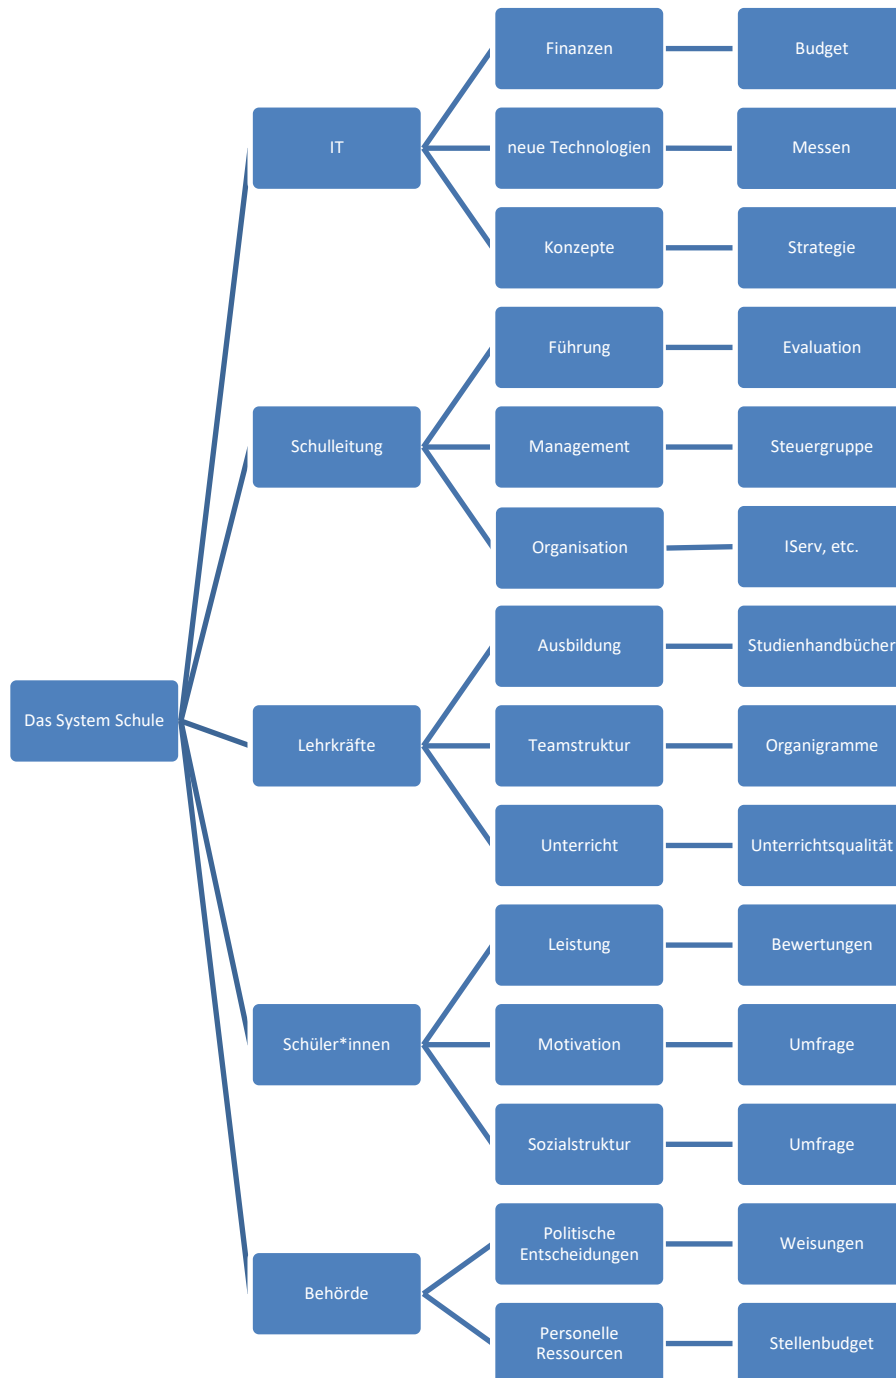 Das System Schule
IT
Finanzen
Budget
neue Technologien
Messen
Konzepte
Strategie
Schulleitung
Führung
Evaluation
Management
Steuergruppe
Organisation
IServ, etc.
Lehrkräfte
Ausbildung
Studienhandbücher
Teamstruktur
Organigramme
Unterricht
Unterrichtsqualität
Schüler*innen
Leistung
Bewertungen
Motivation
Umfrage
Sozialstruktur
Umfrage
Behörde
Politische
Entscheidungen
Weisungen
Personelle
Ressourcen
Stellenbudget